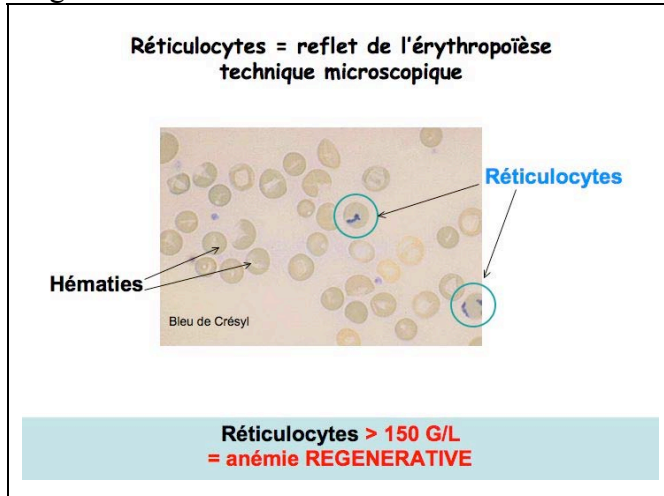 Réticulocytes = reflet de l'érythropoïèse
technique microscopique
Réticulocytes
Hématies
Bleu de Crésyl
Réticulocytes > 150 G/L
= anémie REGENERATIVE